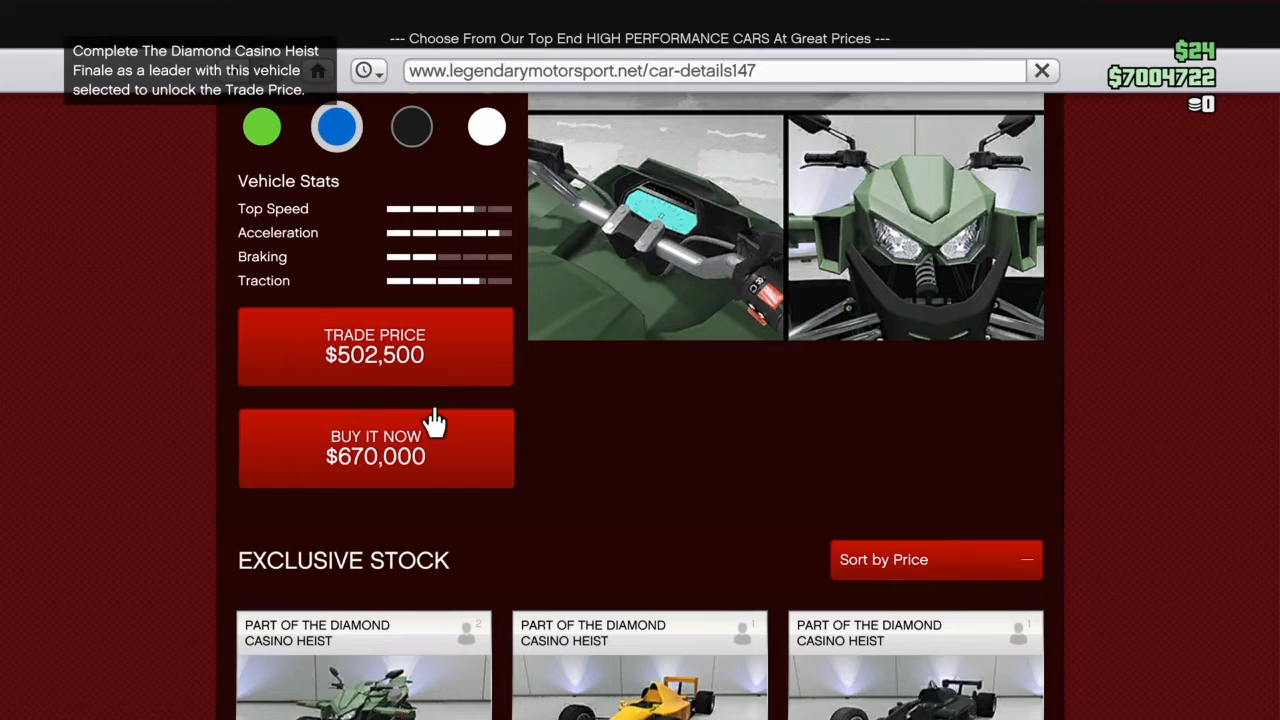 --- Choose From Our Top End HIGH PERFORMANCE CARS At Great Prices ---
Complete The Diamond Casino Heist
Finale as a leader with this vehicle
selected to unlock the Trade Price.
www.legendarymotorsport.net/car-details147
$24
$7004722
0
Vehicle Stats
Top Speed
Acceleration
Braking
Traction
TRADE PRICE
$502,500
BUY IT NOW
$670,000
EXCLUSIVE STOCK
Sort by Price
PART OF THE DIAMOND
CASINO HEIST
2
PART OF THE DIAMOND
CASINO HEIST
1
PART OF THE DIAMOND
CASINO HEIST
1